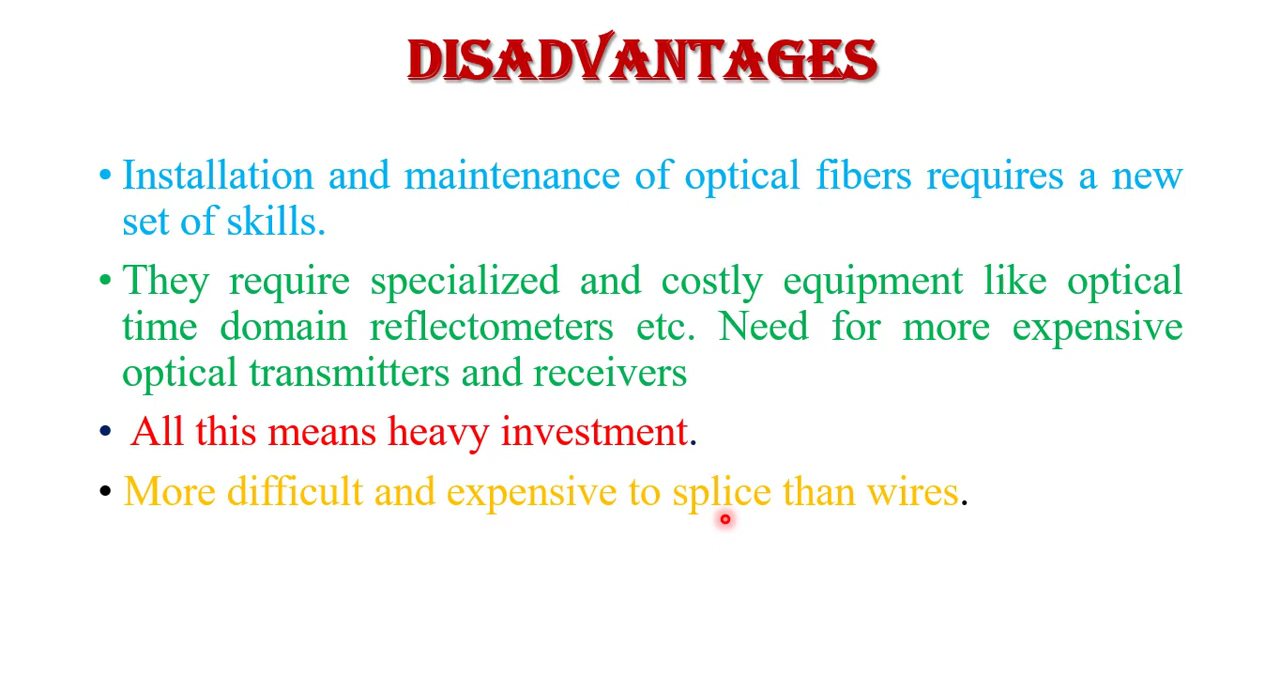 DISADVANTAGES
• Installation and maintenance of optical fibers requires a new
set of skills.
• They require specialized and costly equipment like optical
time domain reflectometers etc. Need for more expensive
optical transmitters and receivers
• All this means heavy investment.
• More difficult and expensive to splice than wires.